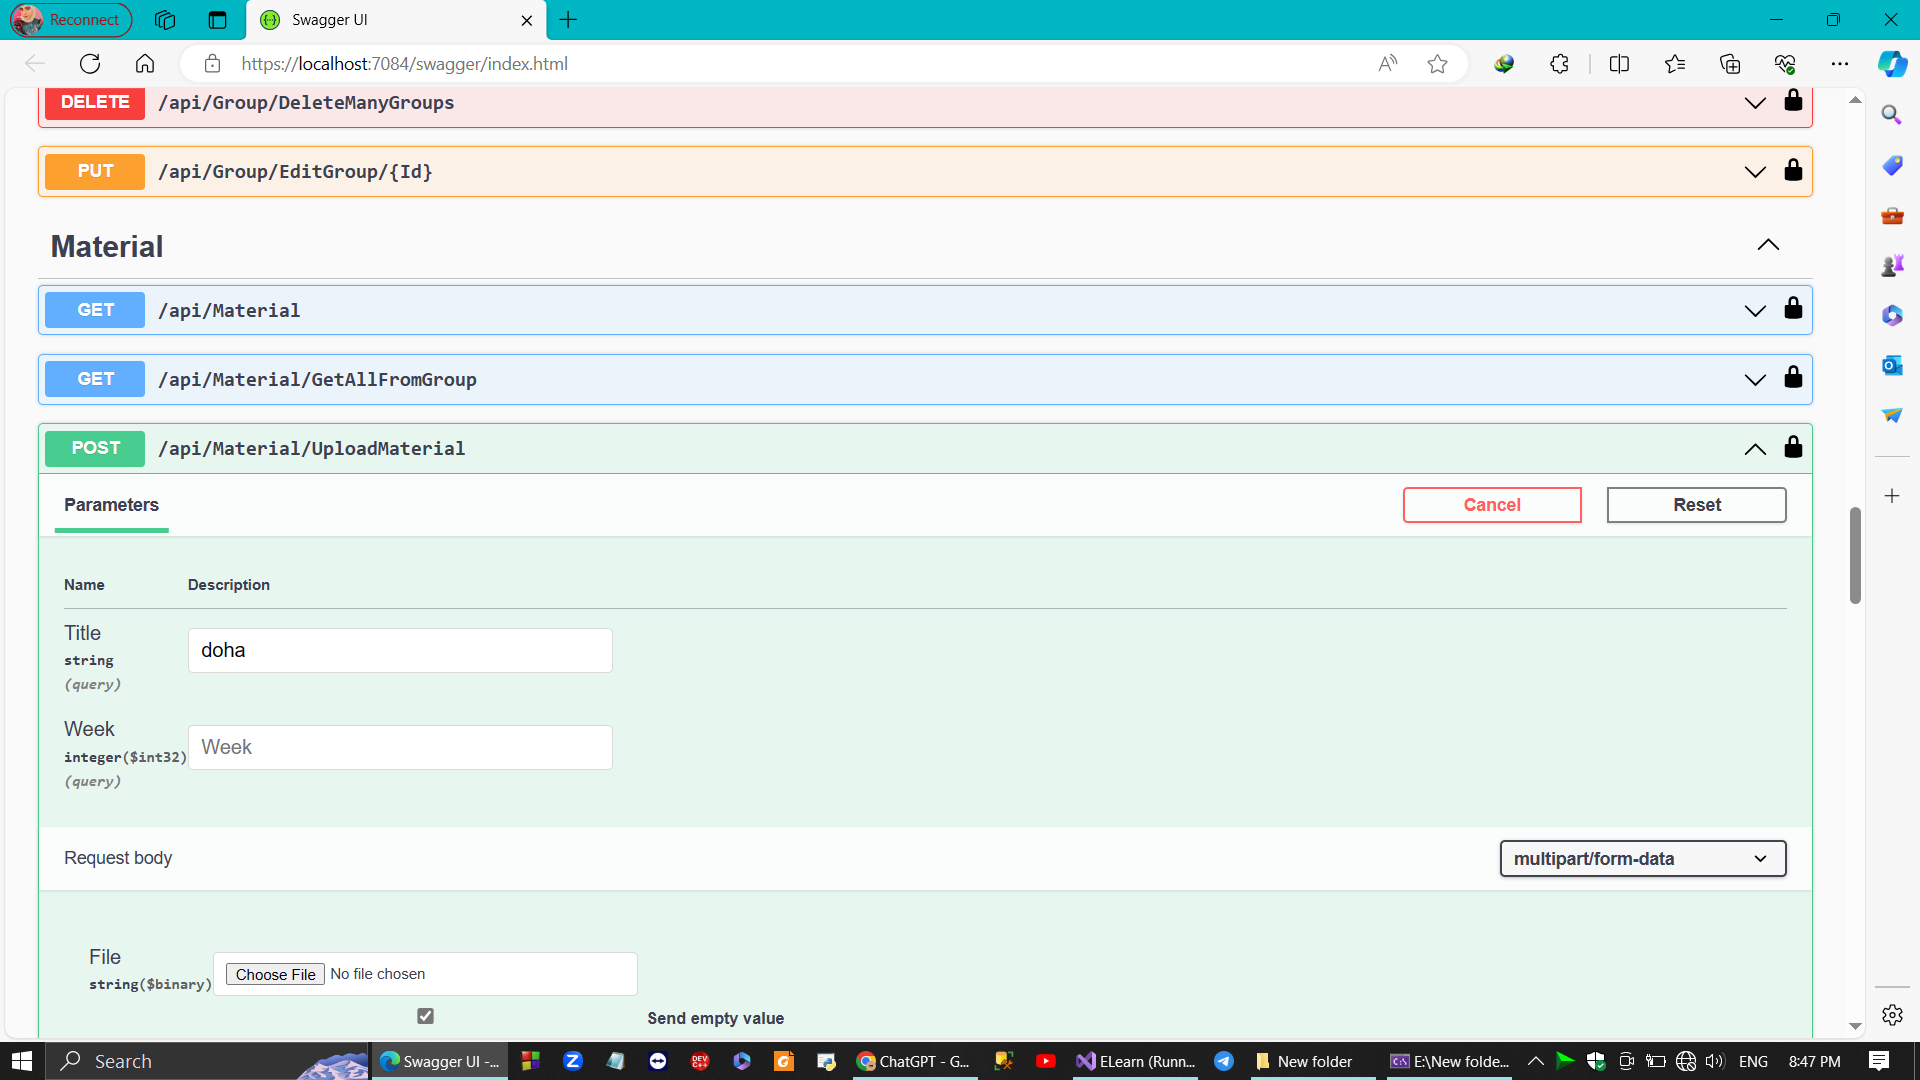 Reconnect
Swagger UI
https://localhost:7084/swagger/index.html
DELETE /api/Group/DeleteManyGroups
PUT /api/Group/EditGroup/{Id}
Material
GET /api/Material
GET /api/Material/GetAllFromGroup
POST /api/Material/UploadMaterial
Parameters Cancel Reset
Name Description
Title
string
(query)
doha
Week
integer($int32)
(query)
Week
Request body multipart/form-data
File
string($binary)
Choose File No file chosen
Send empty value
Search Swagger UI -... ChatGPT - G... ELearn (Runn... New folder E:\New folde... ENG 8:47 PM